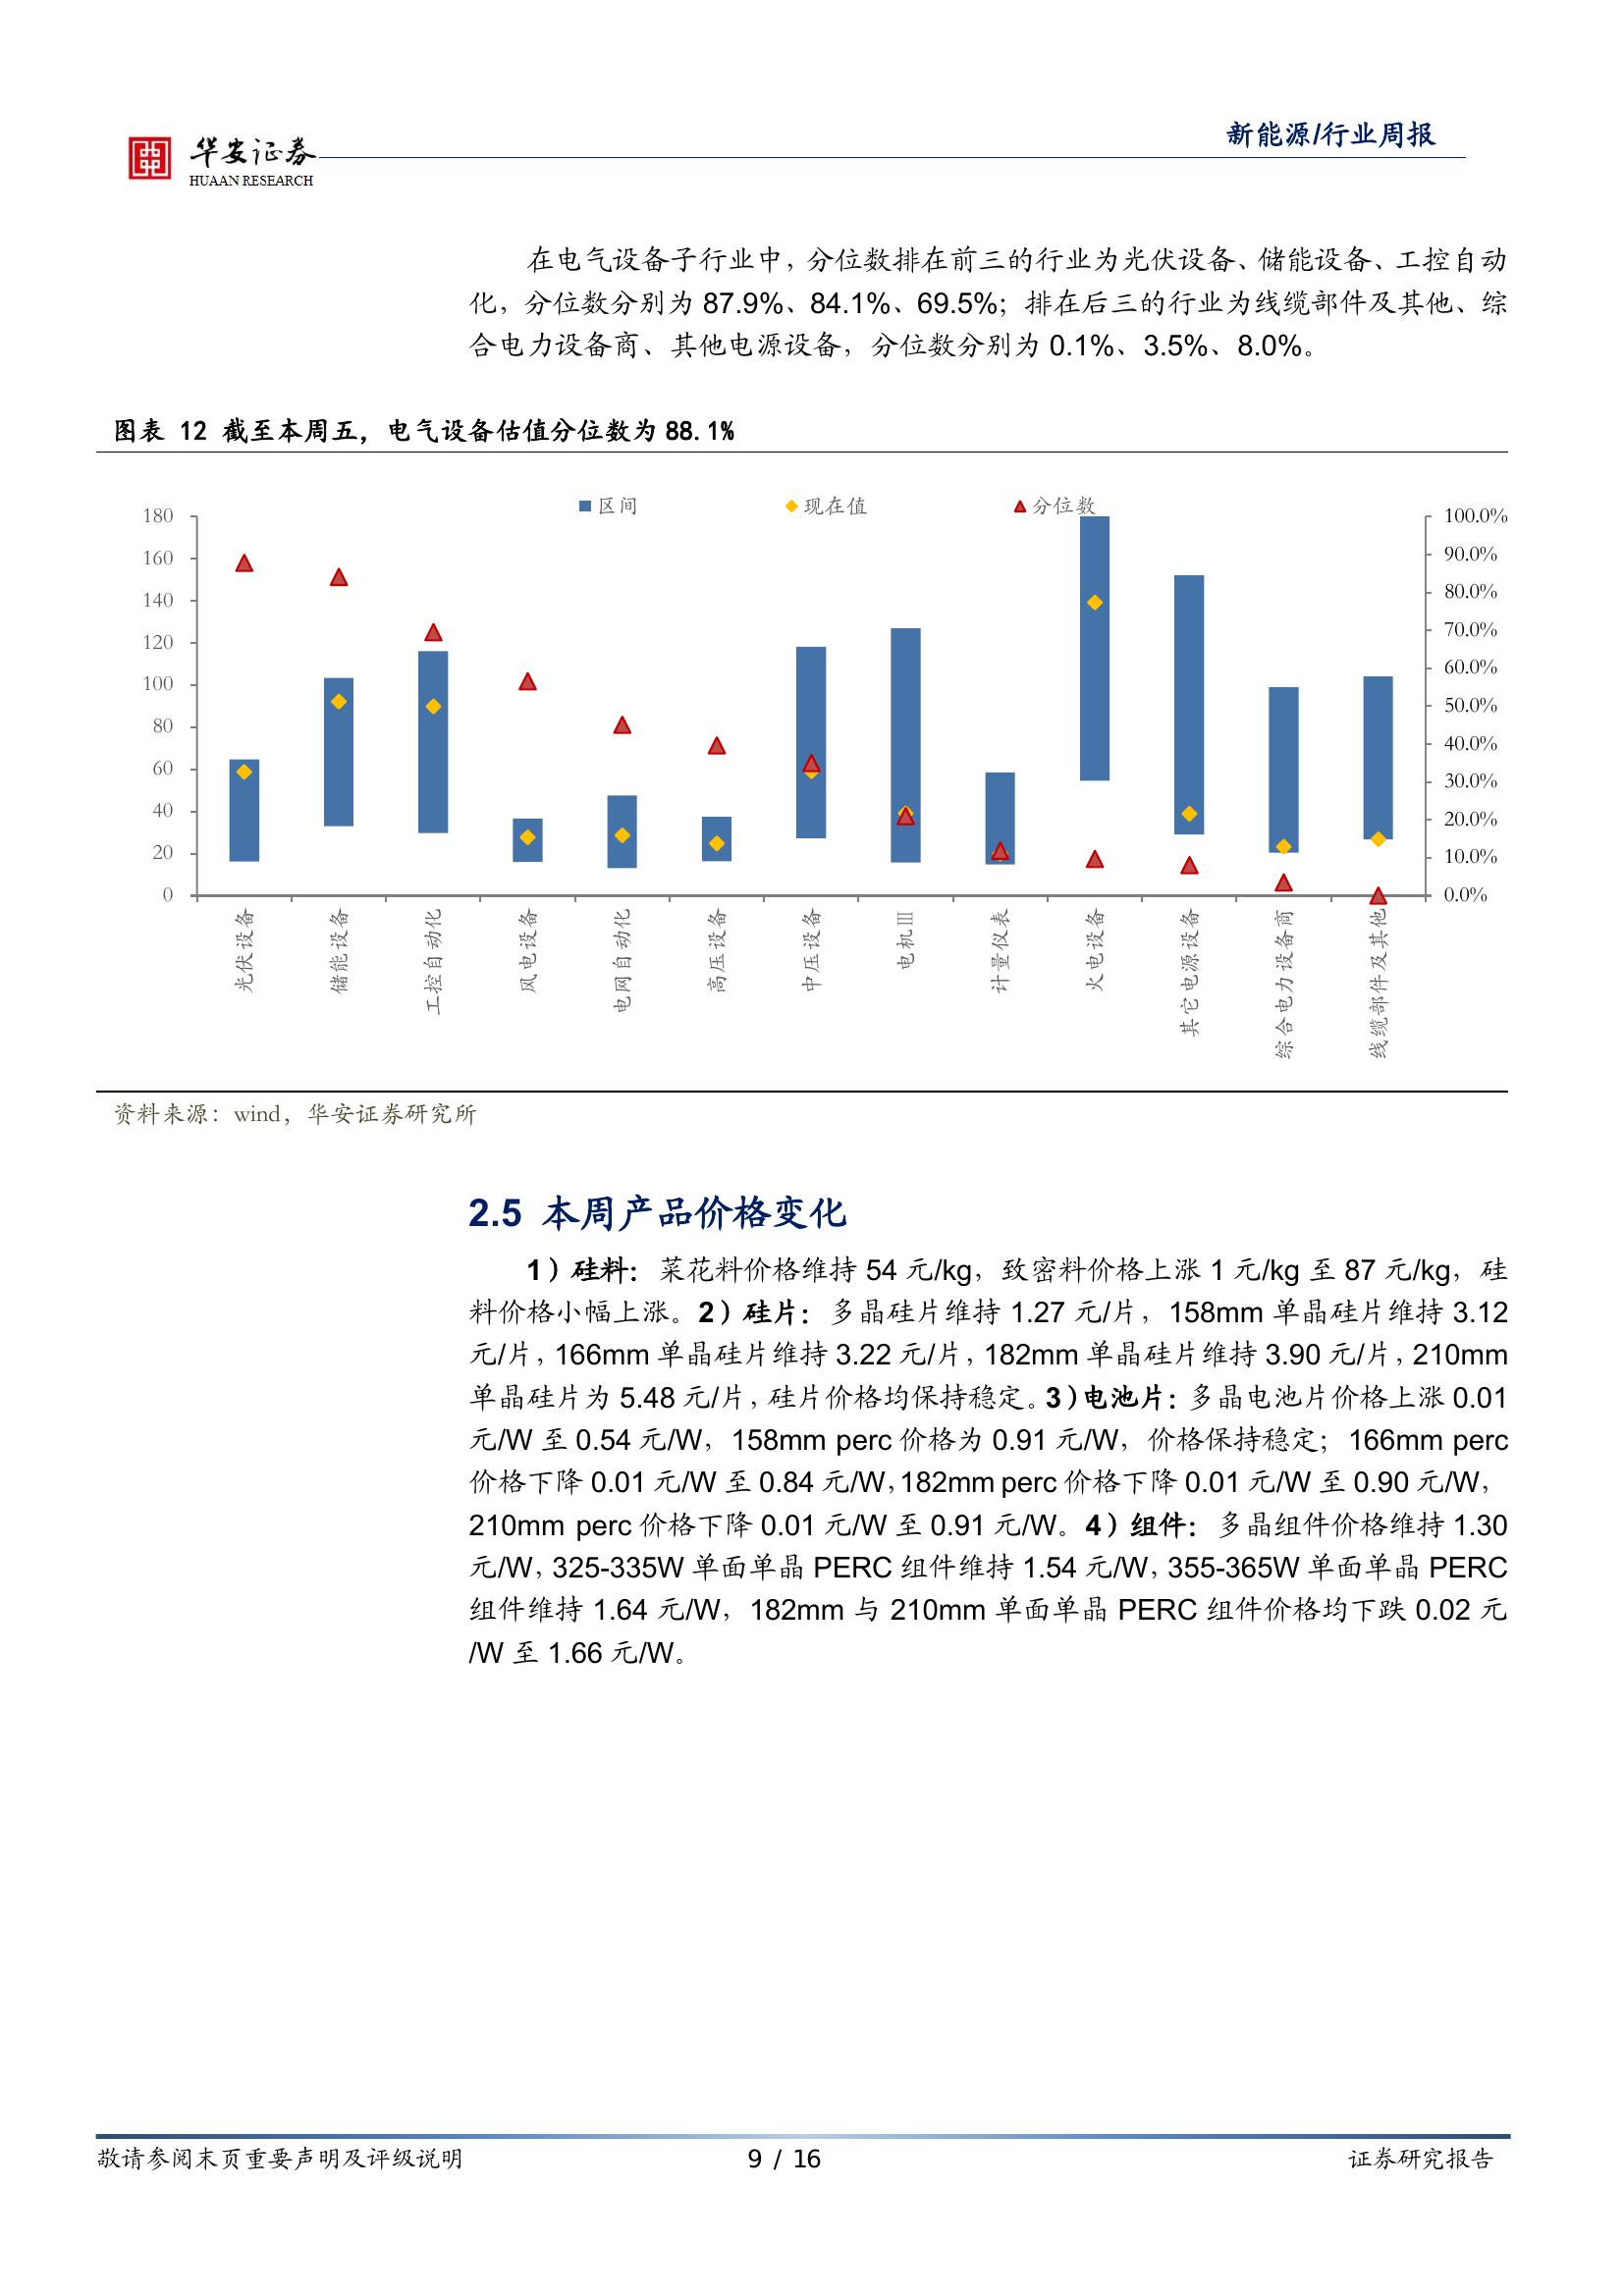 华安证券
HUAAN RESEARCH
新能源/行业周报
在电气设备子行业中，分位数排在前三的行业为光伏设备、储能设备、工控自动
化，分位数分别为 87.9%、84.1%、69.5%；排在后三的行业为线缆部件及其他、综
合电力设备商、其他电源设备，分位数分别为 0.1%、3.5%、8.0%。
图表 12 截至本周五，电气设备估值分位数为 88.1%
区间
现在值
分位数
180
160
140
120
100
80
60
40
20
0
100.0%
90.0%
80.0%
70.0%
60.0%
50.0%
40.0%
30.0%
20.0%
10.0%
0.0%
光伏设备
储能设备
工控自动化
风电设备
电网自动化
高压设备
中压设备
电机Ⅲ
计量仪表
火电设备
其它电源设备
综合电力设备商
线缆部件及其他
资料来源：wind，华安证券研究所
2.5 本周产品价格变化
1）硅料：菜花料价格维持 54 元/kg，致密料价格上涨 1 元/kg 至 87 元/kg，硅
料价格小幅上涨。2）硅片：多晶硅片维持 1.27 元/片，158mm 单晶硅片维持 3.12
元/片，166mm 单晶硅片维持 3.22 元/片，182mm 单晶硅片维持 3.90 元/片，210mm
单晶硅片为 5.48 元/片，硅片价格均保持稳定。3）电池片：多晶电池片价格上涨 0.01
元/W 至 0.54 元/W，158mm perc 价格为 0.91 元/W，价格保持稳定；166mm perc
价格下降 0.01 元/W 至 0.84 元/W，182mm perc 价格下降 0.01 元/W 至 0.90 元/W，
210mm perc 价格下降 0.01 元/W 至 0.91 元/W。4）组件：多晶组件价格维持 1.30
元/W，325-335W 单面单晶 PERC 组件维持 1.54 元/W，355-365W 单面单晶 PERC
组件维持 1.64 元/W，182mm 与 210mm 单面单晶 PERC 组件价格均下跌 0.02 元
/W 至 1.66 元/W。
敬请参阅末页重要声明及评级说明
9 / 16
证券研究报告